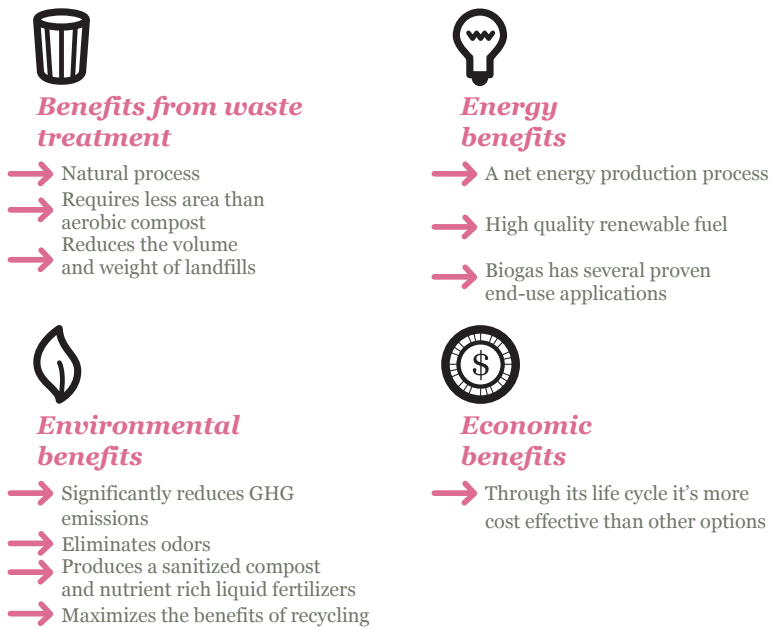 Benefits from waste
treatment
Natural process
Requires less area than
aerobic compost
Reduces the volume
and weight of landfills
Energy
benefits
A net energy production process
High quality renewable fuel
Biogas has several proven
end-use applications
Environmental
benefits
Significantly reduces GHG
emissions
Eliminates odors
Produces a sanitized compost
and nutrient rich liquid fertilizers
Maximizes the benefits of recycling
$
Economic
benefits
Through its life cycle it’s more
cost effective than other options